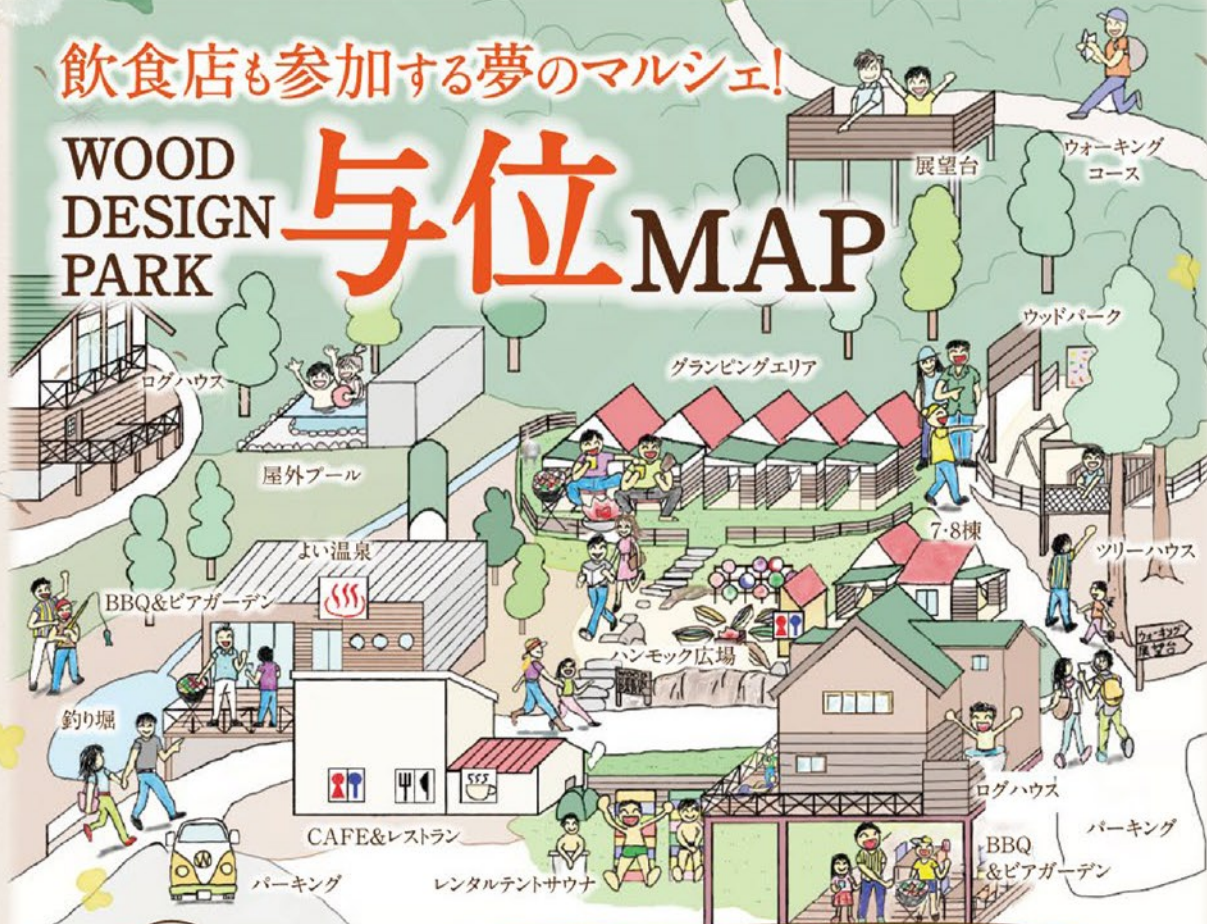 飲食店も参加する夢のマルシェ!
WOOD
DESIGN
PARK
与位MAP
展望台
ウォーキング
コース
ウッドパーク
グランピングエリア
ログハウス
屋外プール
7・8棟
ツリーハウス
よい温泉
BBQ&ビアガーデン
ハンモック広場
ウォーキング
展望台
釣り堀
ログハウス
パーキング
CAFE&レストラン
BBQ
&ビアガーデン
パーキング
レンタルテントサウナ